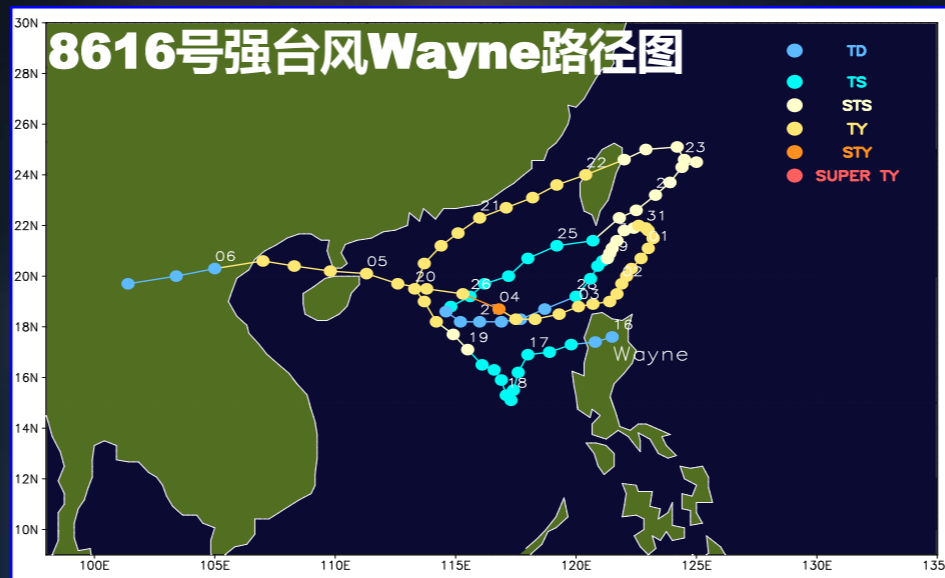 8616号强台风Wayne路径图
TD
TS
STS
TY
STY
SUPER TY
30N
28N
26N
24N
22N
20N
18N
16N
14N
12N
10N
100E
105E
110E
115E
120E
125E
130E
135
23
22
21
31
01
25
06
05
20
26
28
02
03
04
19
17
16
18
Wayne